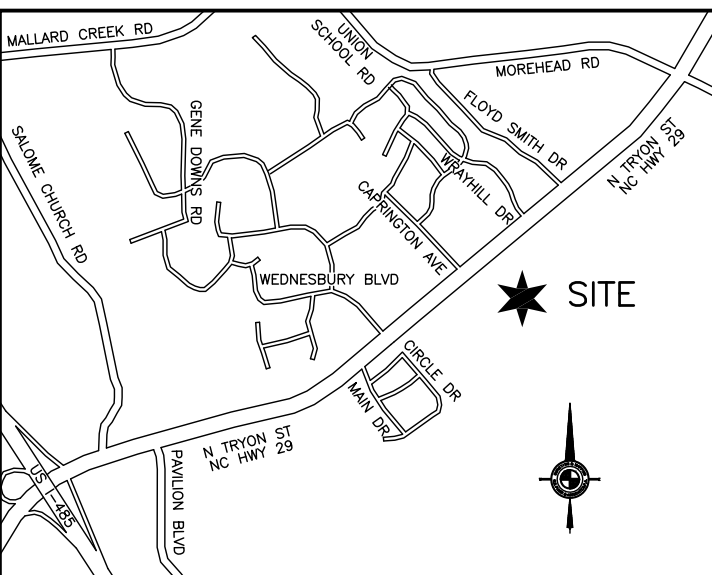 MALLARD CREEK RD
UNION
SCHOOL RD
MOREHEAD RD
GENE DOWNS RD
FLOYD SMITH DR
SALOME CHURCH RD
N TRYON ST
NC HWY 29
WRAYHILL DR
CAPRINGTON AVE
WEDNESBURY BLVD
SITE
CIRCLE DR
MAIN DR
N TRYON ST
NC HWY 29
PAVILION BLVD
US I-485